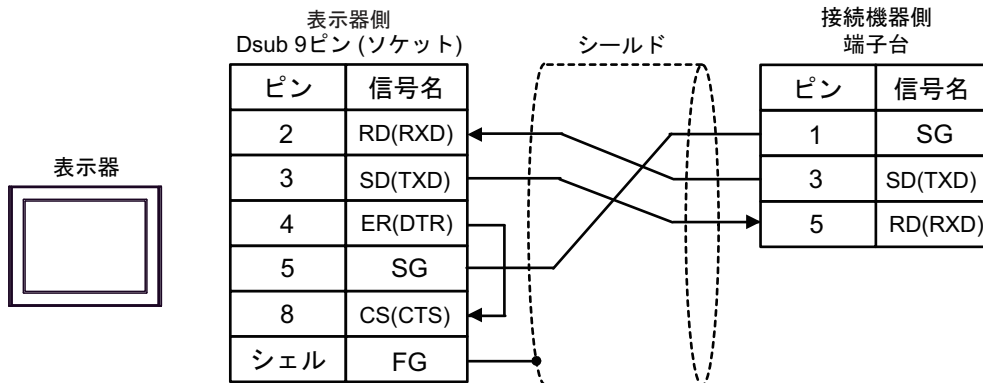 表示器側
Dsub 9ピン (ソケット)
シールド
接続機器側
端子台
表示器
ピン 信号名
2 RD(RXD)
3 SD(TXD)
4 ER(DTR)
5 SG
8 CS(CTS)
シェル FG
ピン 信号名
1 SG
3 SD(TXD)
5 RD(RXD)